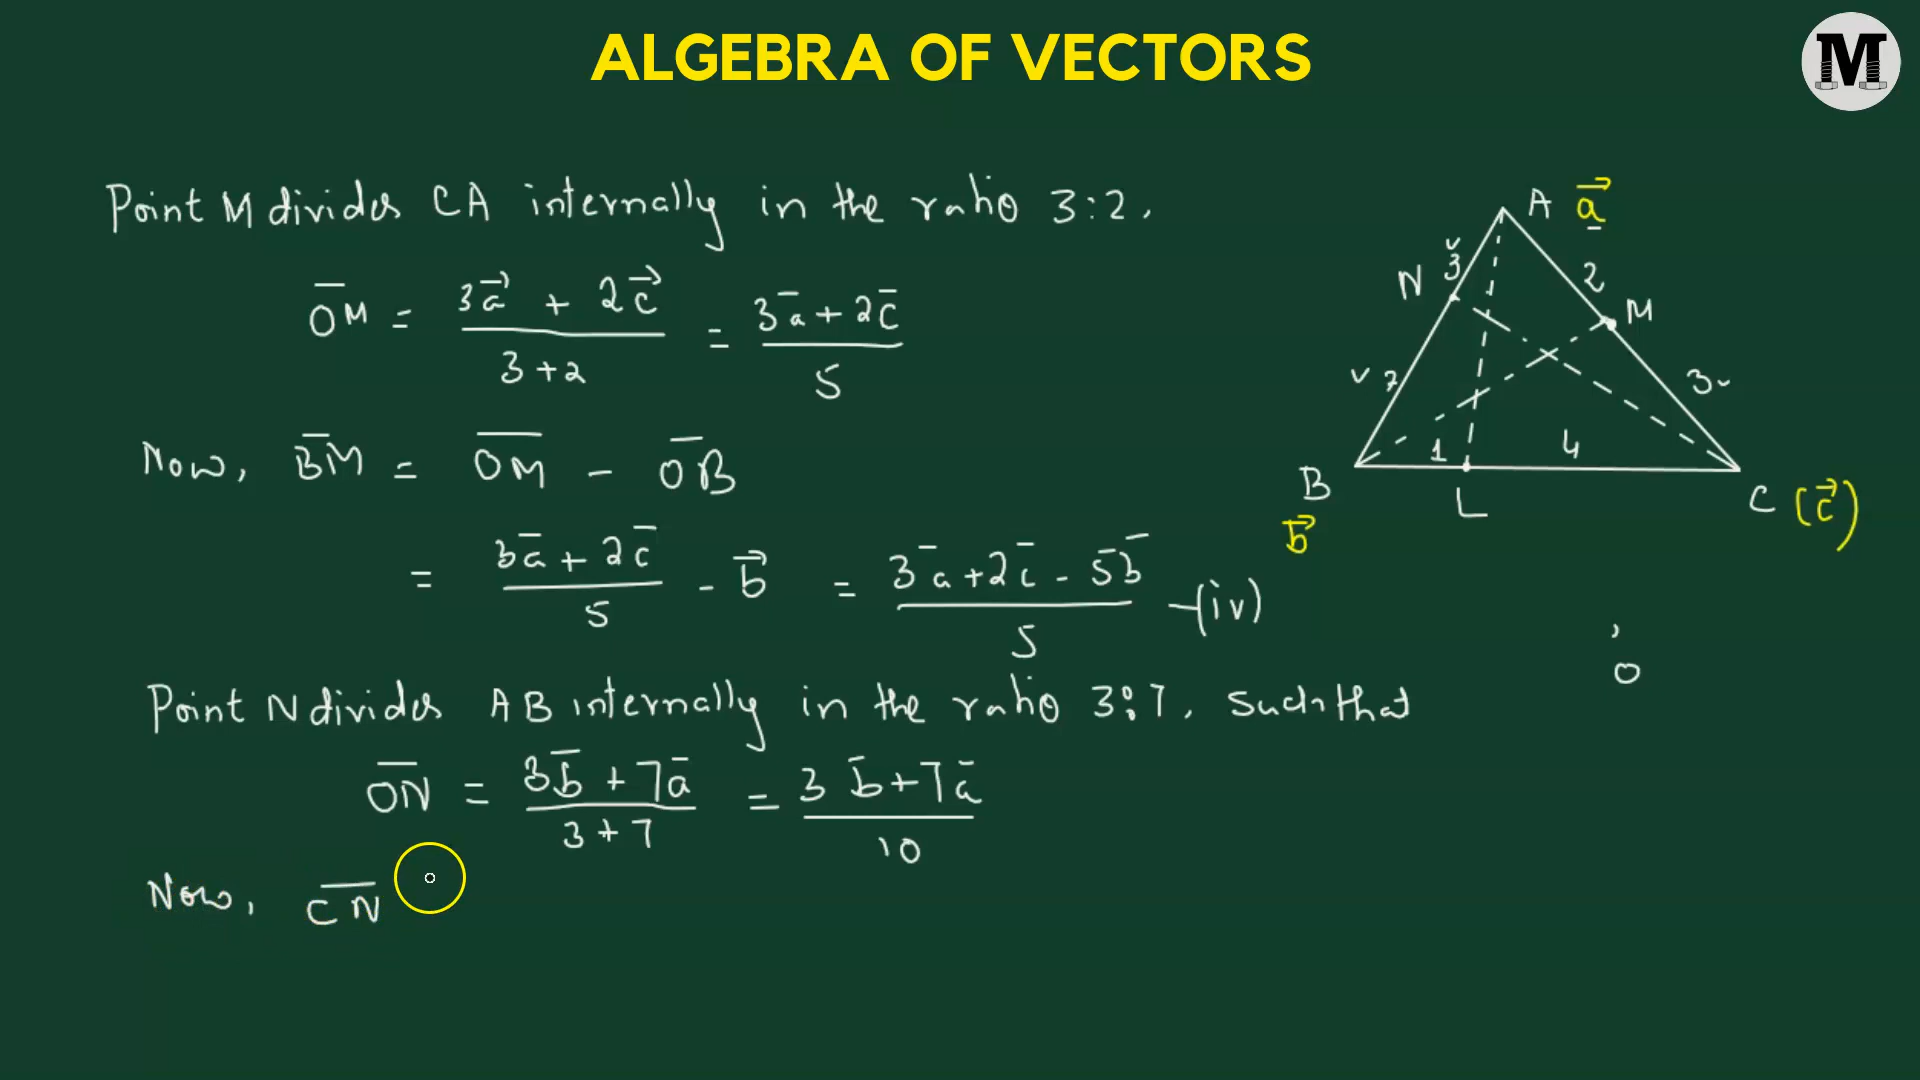 ALGEBRA OF VECTORS
M
Point M divides CA internally in the ratio 3:2.
OM = 3a + 2c / 3+2 = 3a + 2c / 5
Now, BM = OM - OB
= 3a + 2c / 5 - b = 3a + 2c - 5b / 5 -(iv)
Point N divides AB internally in the ratio 3:7, such that
ON = 3b + 7a / 3+7 = 3b + 7a / 10
Now, CN
A a
N 3 2 M
7 3
1 4
B L C (c)
b
O